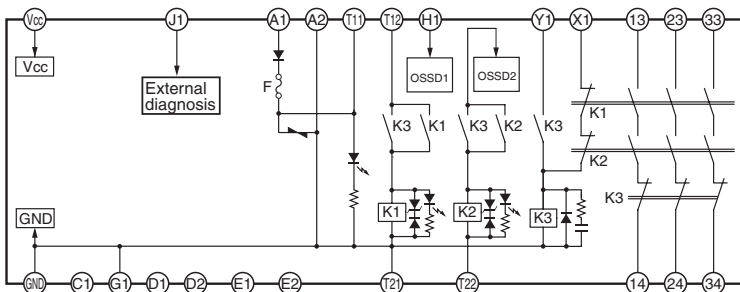 Vcc J1 A1 A2 T11 T12 H1 Y1 X1 13 23 33
Vcc
External
diagnosis
F
OSSD1
OSSD2
K3 K1 K3 K2 K3
K1
K2
K3
K1 K2 K3
GND
GND C1 G1 D1 D2 E1 E2 T21 T22 14 24 34